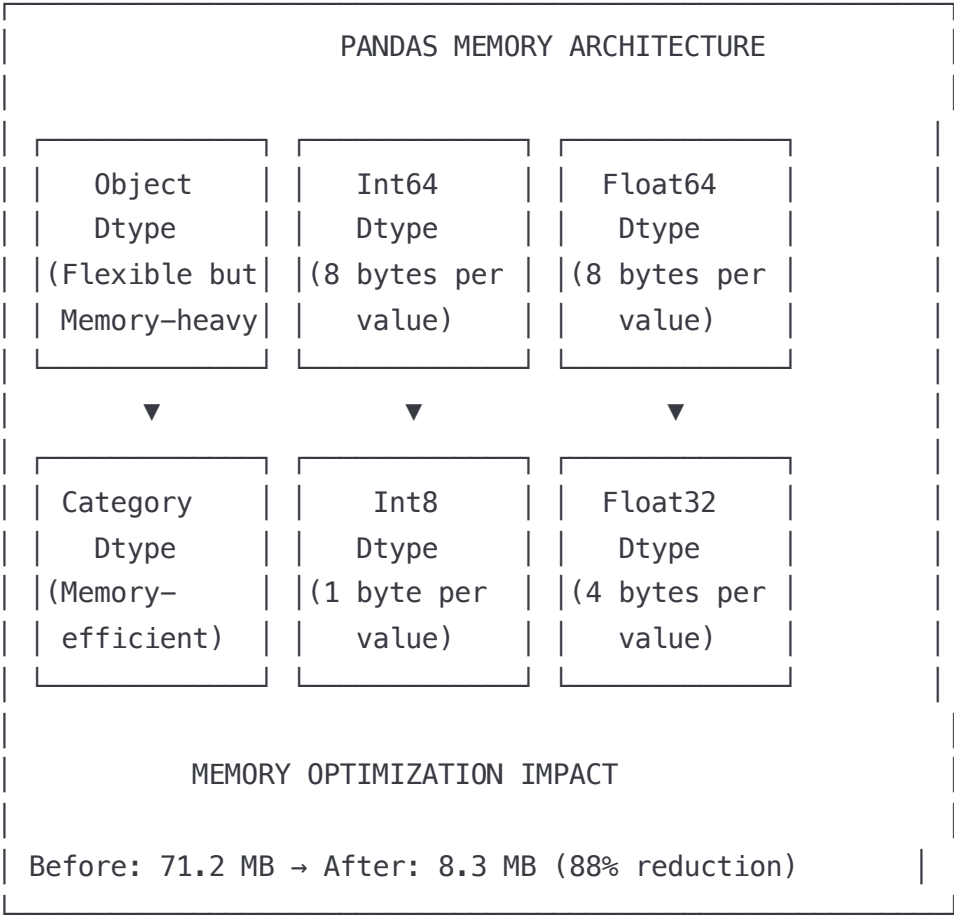 PANDAS MEMORY ARCHITECTURE
Object Int64 Float64
Dtype Dtype Dtype
(Flexible but (8 bytes per (8 bytes per
Memory-heavy value) value)
▼ ▼ ▼
Category Int8 Float32
Dtype Dtype Dtype
(Memory- (1 byte per (4 bytes per
efficient) value) value)
MEMORY OPTIMIZATION IMPACT
Before: 71.2 MB → After: 8.3 MB (88% reduction)